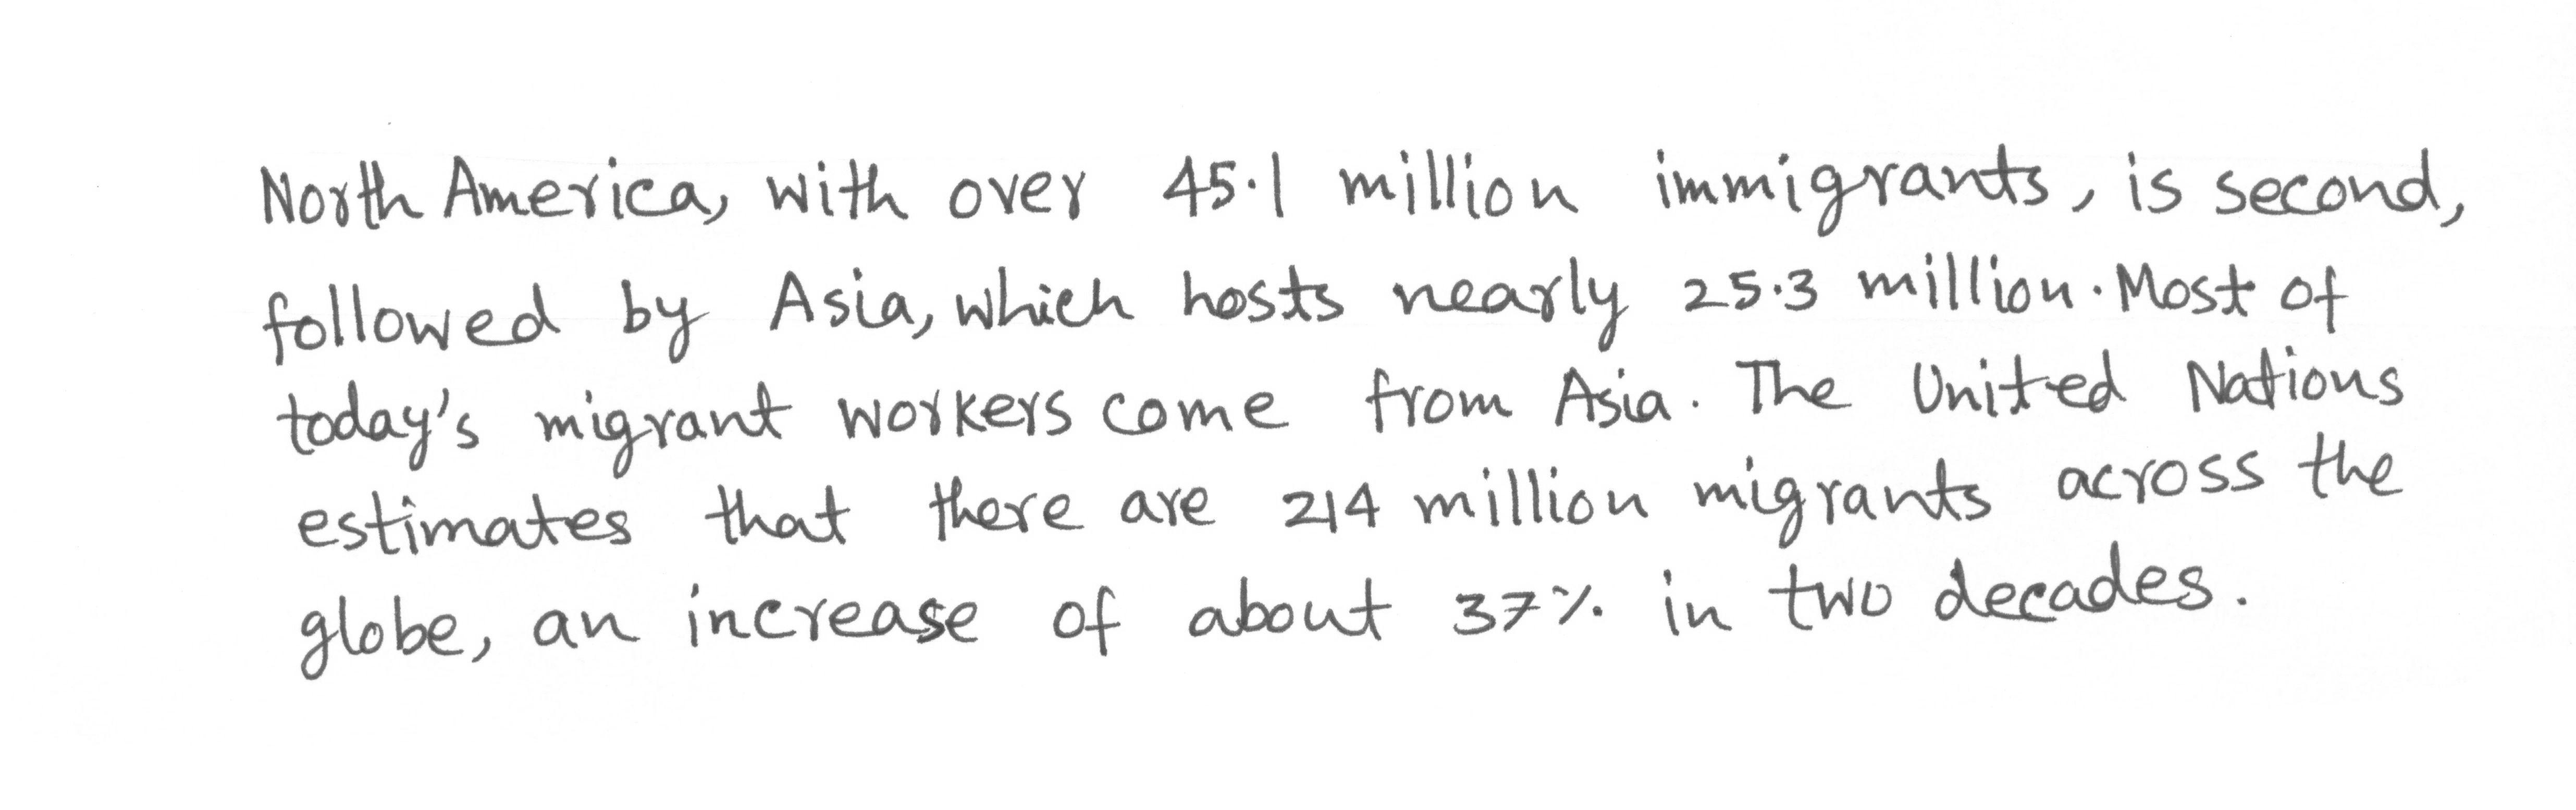 North America, with over 45.1 million immigrants, is second,
followed by Asia, which hosts nearly 25.3 million. Most of
today's migrant workers come from Asia. The United Nations
estimates that there are 214 million migrants across the
globe, an increase of about 37% in two decades.